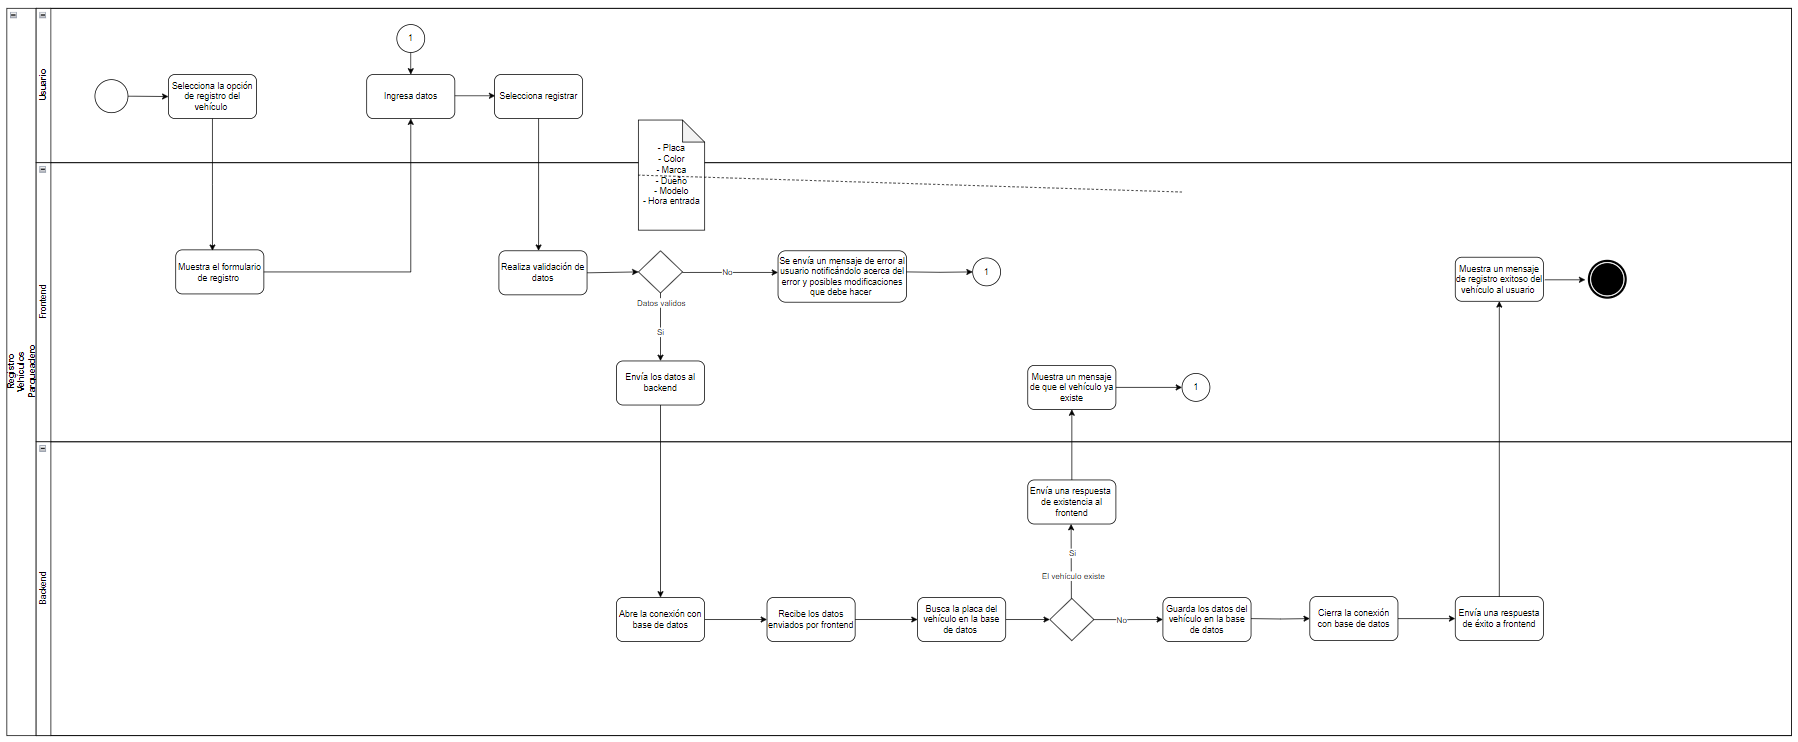 Registro
Vehículos
Parqueadero
Usuario
1
Selecciona la opción
de registro del
vehículo
Ingresa datos
Selecciona registrar
- Placa
- Color
- Marca
- Dueño
- Modelo
- Hora entrada
Frontend
Muestra el formulario
de registro
Realiza validación de
datos
Datos validos
No
Si
Se envía un mensaje de error al
usuario notificándolo acerca del
error y posibles modificaciones
que debe hacer
1
Muestra un mensaje
de registro exitoso del
vehículo al usuario
Envía los datos al
backend
Muestra un mensaje
de que el vehículo ya
existe
1
Backend
Envía una respuesta
de existencia al
frontend
Si
El vehículo existe
Abre la conexión con
base de datos
Recibe los datos
enviados por frontend
Busca la placa del
vehículo en la base
de datos
No
Guarda los datos del
vehículo en la base
de datos
Cierra la conexión
con base de datos
Envía una respuesta
de éxito a frontend